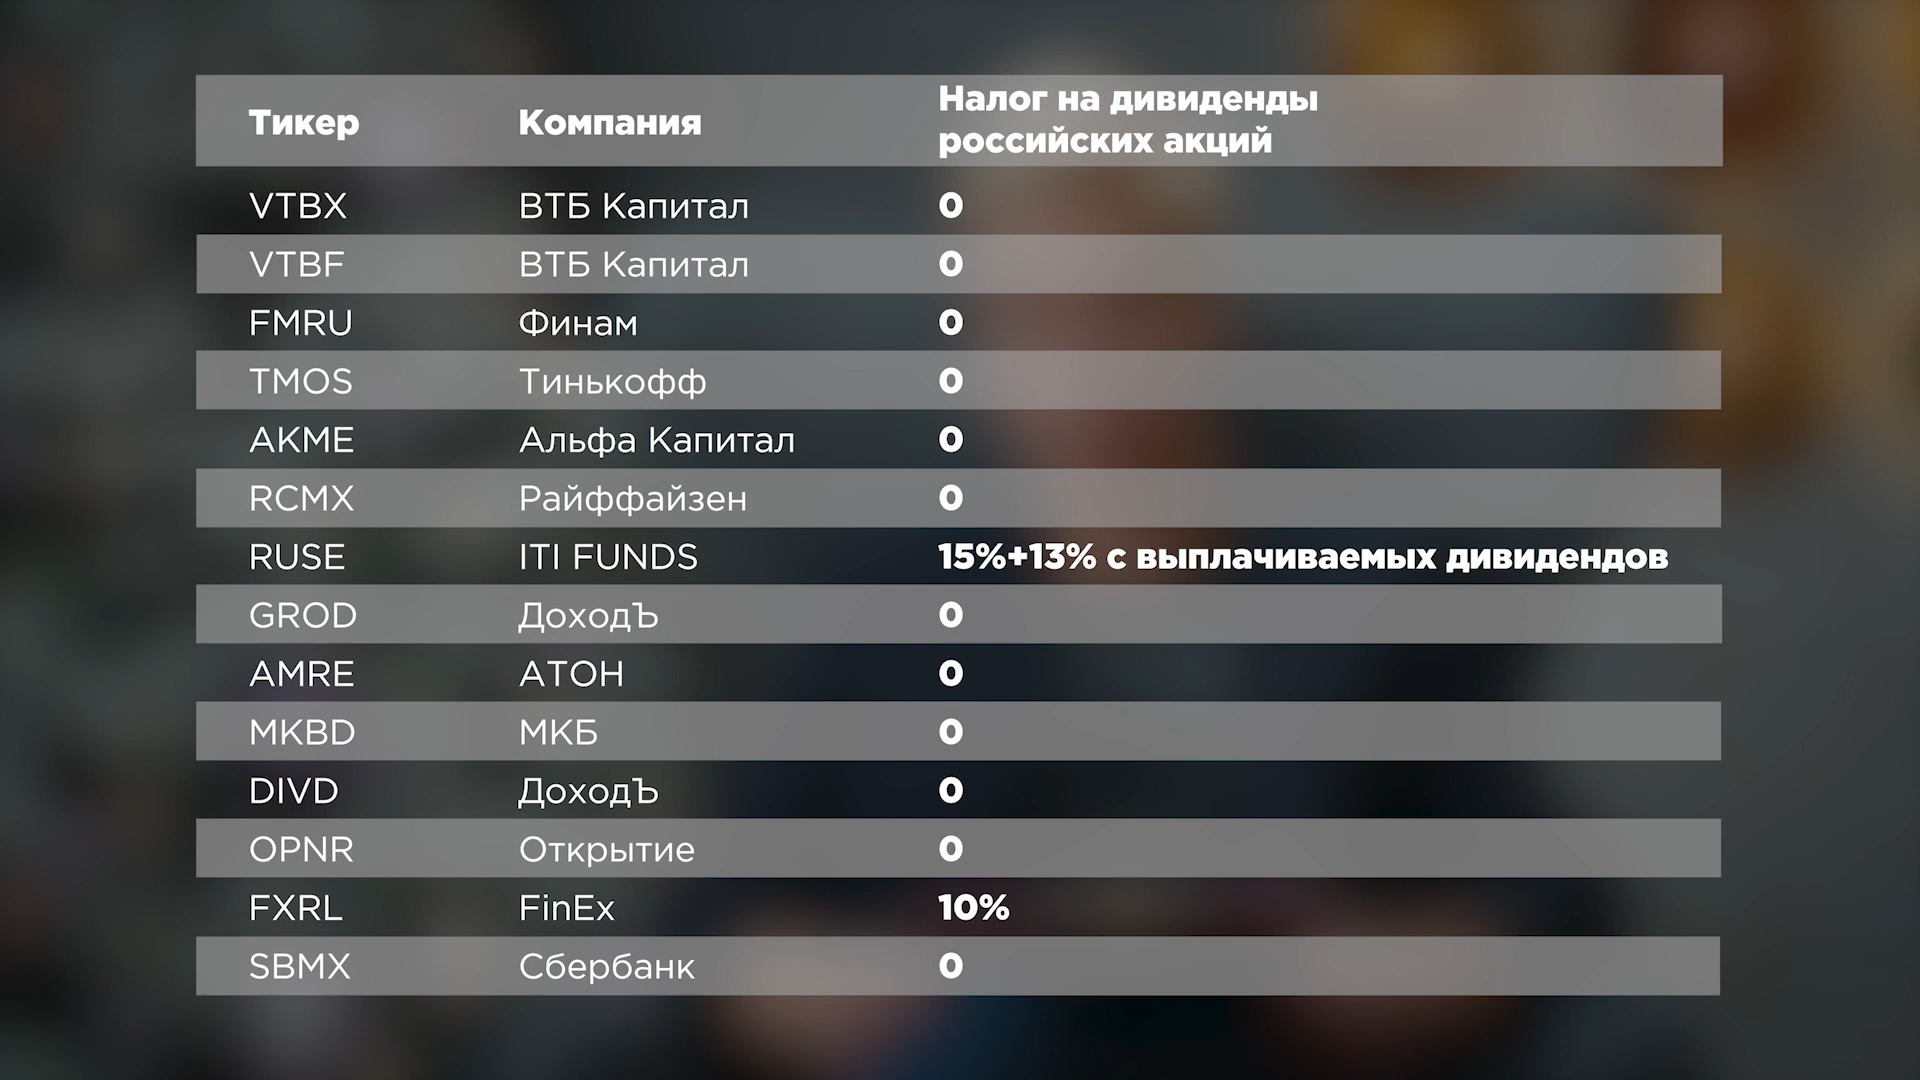 Тикер Компания Налог на дивиденды
российских акций
VTBX ВТБ Капитал 0
VTBF ВТБ Капитал 0
FMRU Финам 0
TMOS Тинькофф 0
AKME Альфа Капитал 0
RCMX Райффайзен 0
RUSE ITI FUNDS 15%+13% с выплачиваемых дивидендов
GROD ДоходЪ 0
AMRE АТОН 0
MKBD МКБ 0
DIVD ДоходЪ 0
OPNR Открытие 0
FXRL FinEx 10%
SBMX Сбербанк 0